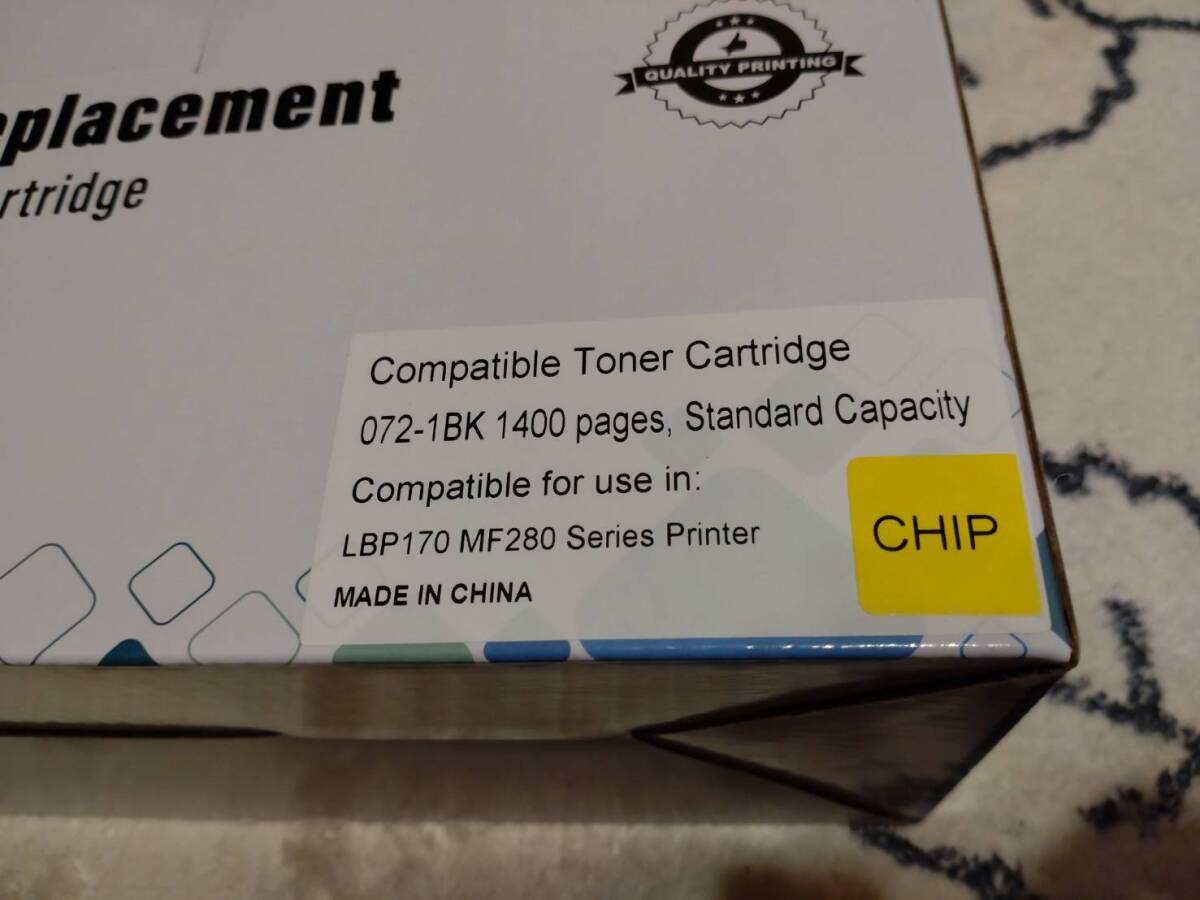 eplacement
rtridge
QUALITY PRINTING
Compatible Toner Cartridge
072-1BK 1400 pages, Standard Capacity
Compatible for use in:
LBP170 MF280 Series Printer
MADE IN CHINA
CHIP